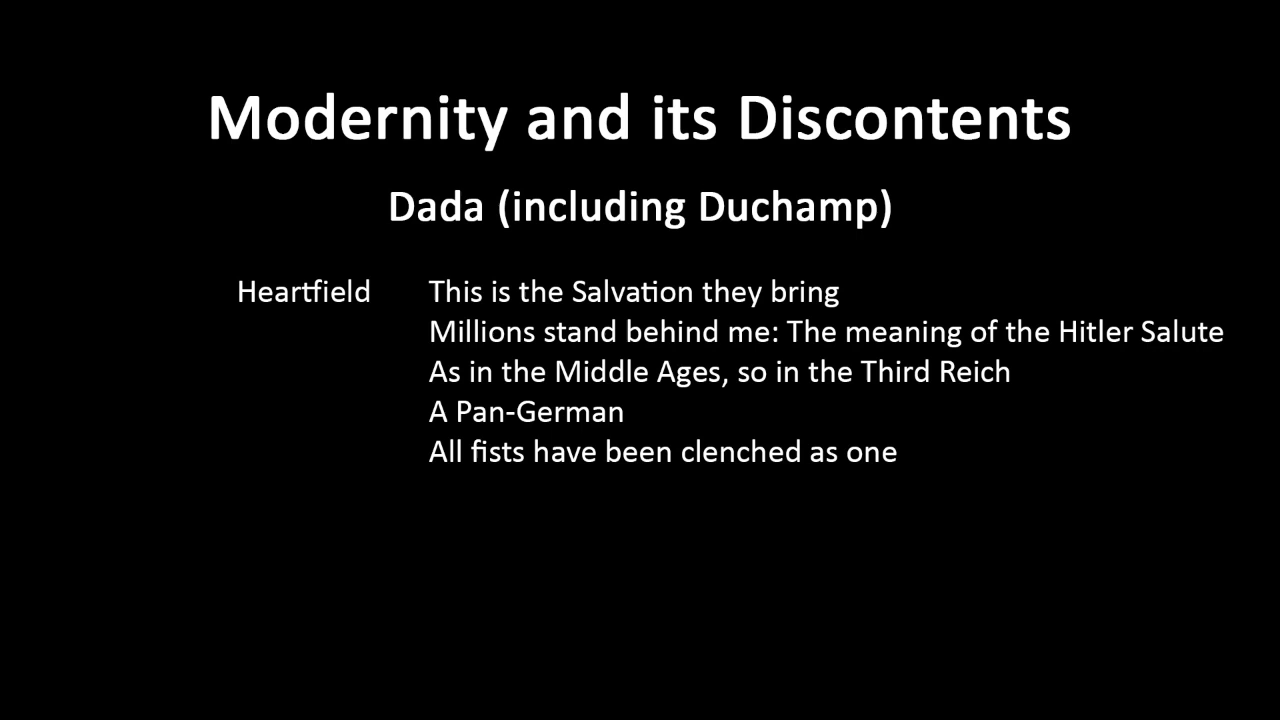 Modernity and its Discontents
Dada (including Duchamp)
Heartfield This is the Salvation they bring
Millions stand behind me: The meaning of the Hitler Salute
As in the Middle Ages, so in the Third Reich
A Pan-German
All fists have been clenched as one